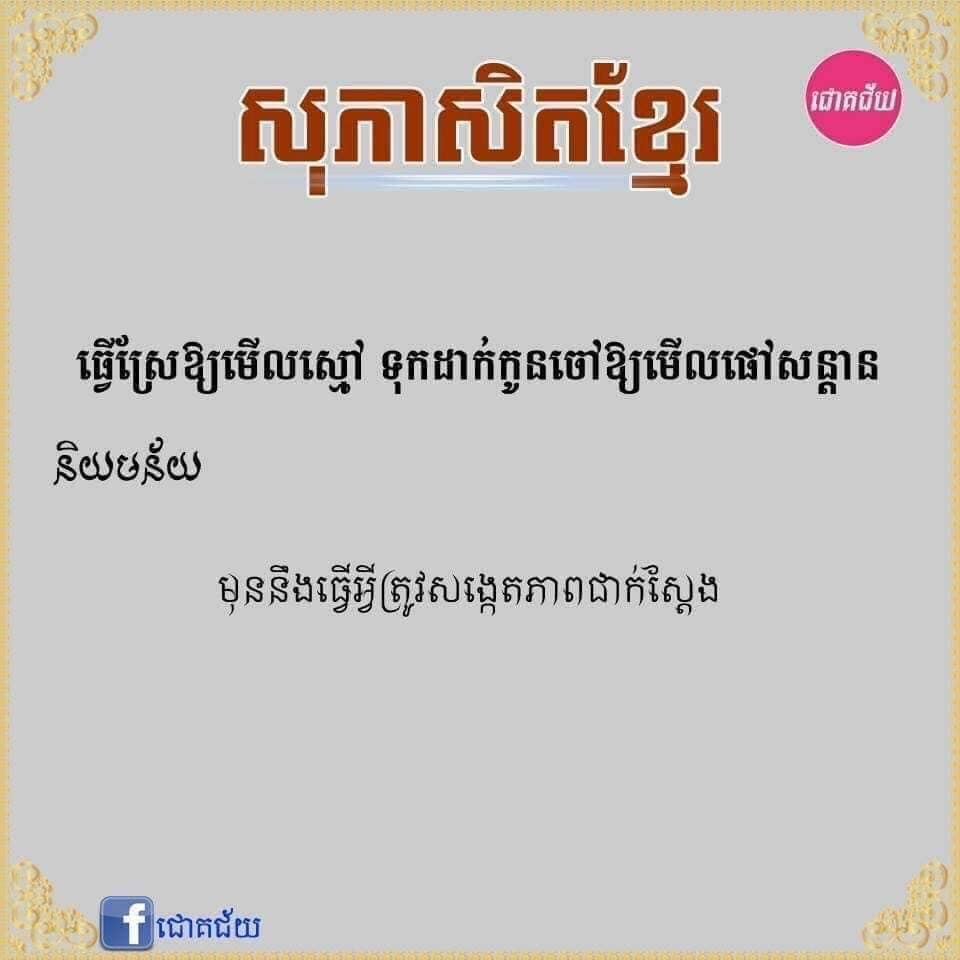 សុភាសិតខ្មែរ
ជោគជ័យ
ធ្វើស្រែឱ្យមើលស្មៅ ទុកដាក់កូនចៅឱ្យមើលផៅសន្តាន
និយមន័យ
មុននឹងធ្វើអ្វីត្រូវសង្កេតភាពជាក់ស្តែង
f ជោគជ័យ